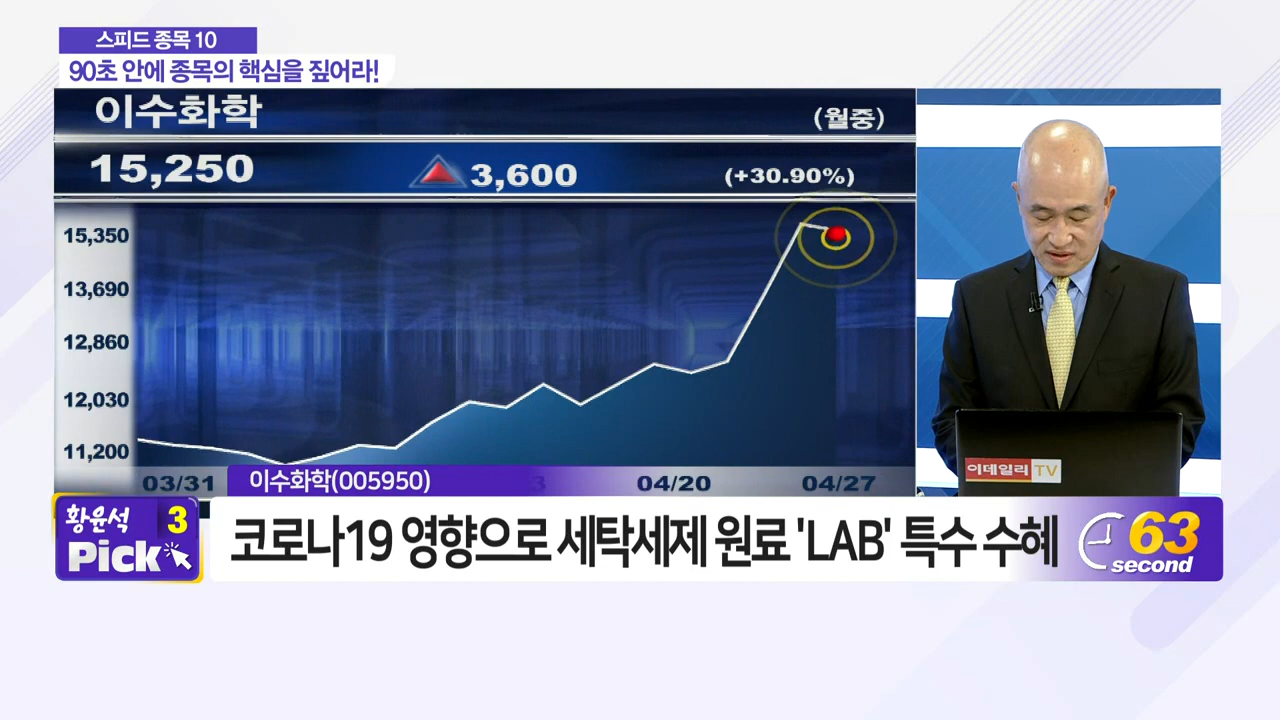 스피드 종목 10
90초 안에 종목의 핵심을 짚어라!
이수화학
(월중)
15,250
3,600
(+30.90%)
15,350
13,690
12,860
12,030
11,200
03/31
3
04/20
04/27
이수화학(005950)
이데일리 TV
황윤석 3
Pick
코로나19 영향으로 세탁세제 원료 'LAB' 특수 수혜
63
second